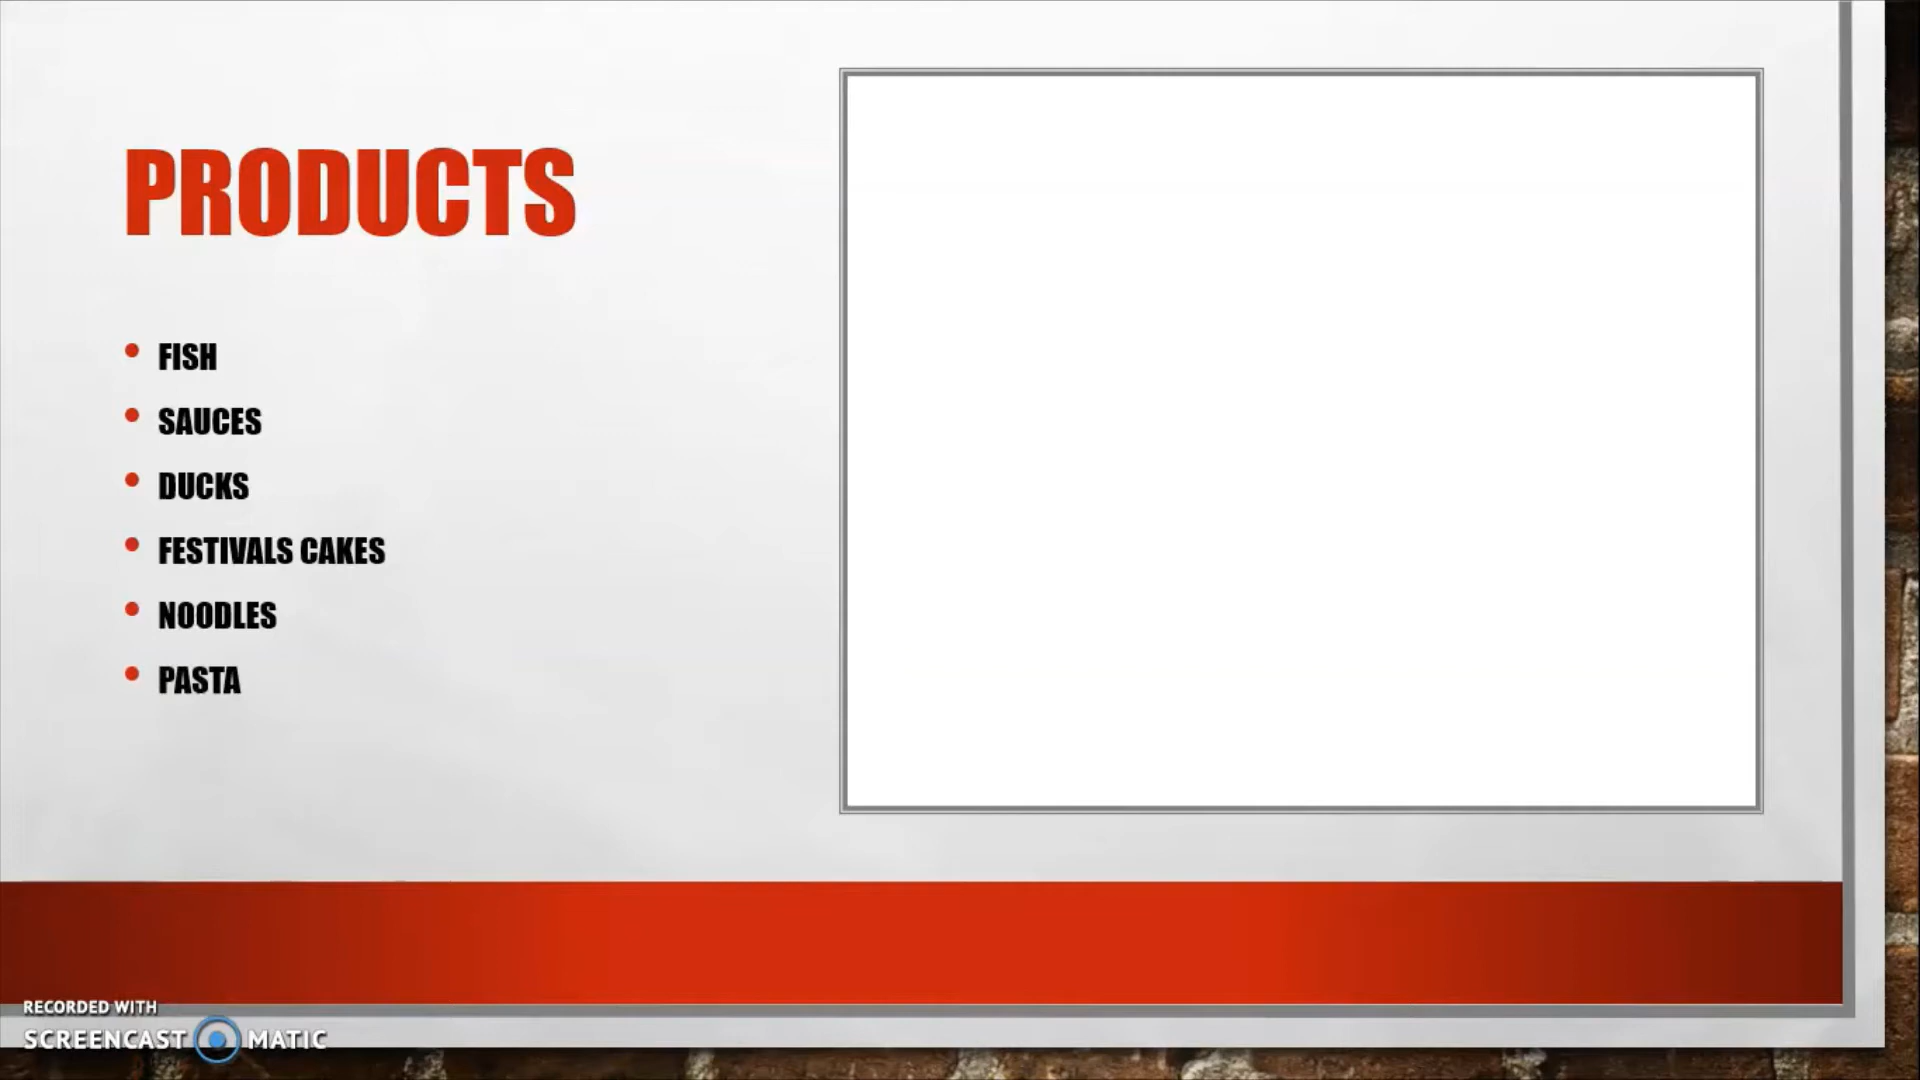 PRODUCTS
• FISH
• SAUCES
• DUCKS
• FESTIVALS CAKES
• NOODLES
• PASTA
RECORDED WITH
SCREENCAST MATIC